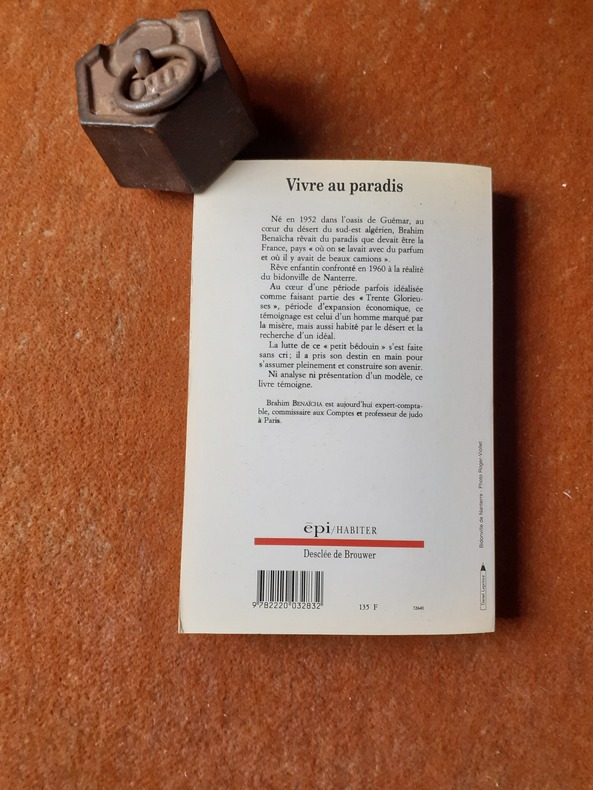 Vivre au paradis
Né en 1952 dans l'oasis de Guémar, au
cœur du désert du sud-est algérien, Brahim
Benaïcha rêvait du paradis que devait être la
France, pays « où on se lavait avec du parfum
et où il y avait de beaux camions ».
Rêve enfantin confronté en 1960 à la réalité
du bidonville de Nanterre.
Au cœur d'une période parfois idéalisée
comme faisant partie des « Trente Glorieu-
ses », période d'expansion économique, ce
témoignage est celui d'un homme marqué par
la misère, mais aussi habité par le désert et la
recherche d'un idéal.
La lutte de ce « petit bédouin » s'est faite
sans cri ; il a pris son destin en main pour
s'assumer pleinement et construire son avenir.
Ni analyse ni présentation d'un modèle, ce
livre témoigne.
Brahim BENAÏCHA est aujourd'hui expert-compta-
ble, commissaire aux Comptes et professeur de judo
à Paris.
épi/HABITER
Desclée de Brouwer
9 782220 032832
135 F
Bidonville de Nanterre - Photo Roger-Viollet